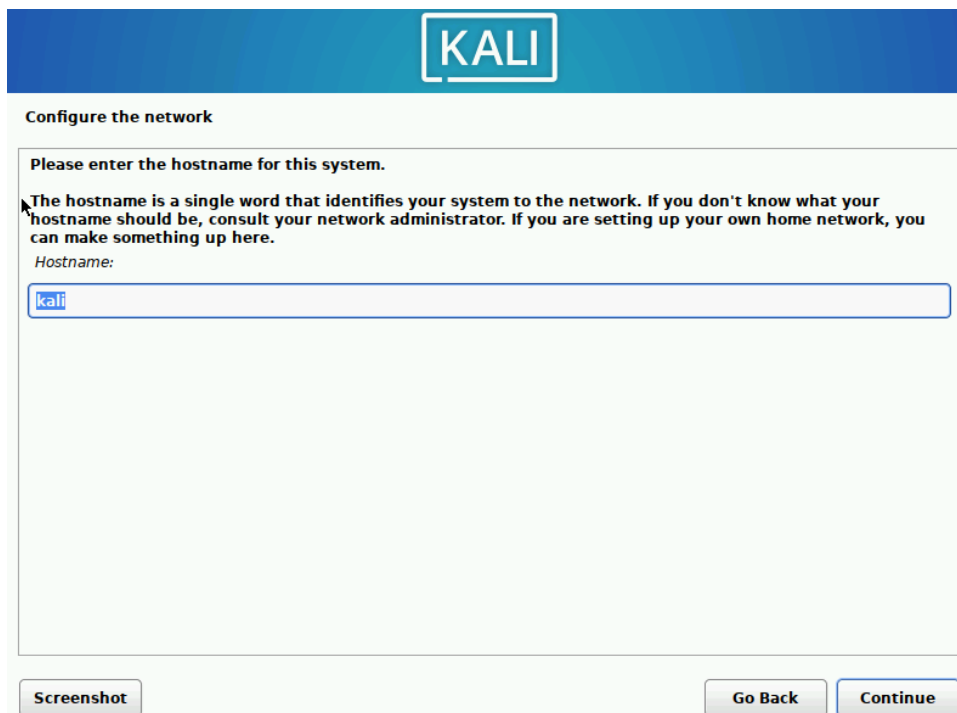 KALI
Configure the network
Please enter the hostname for this system.
The hostname is a single word that identifies your system to the network. If you don't know what your
hostname should be, consult your network administrator. If you are setting up your own home network, you
can make something up here.
Hostname:
kali
Screenshot
Go Back
Continue